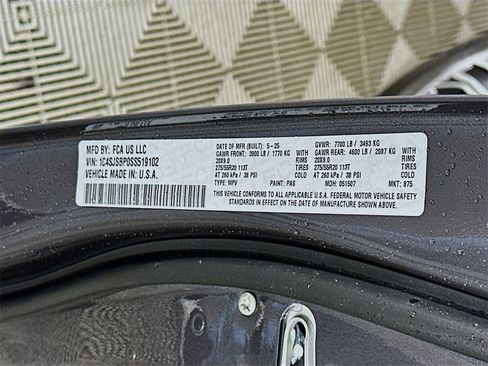 MFD BY: FCA US LLC
VIN: 1C4SJSBP0SS519102
VEHICLE MADE IN: U.S.A.
DATE OF MFR (BUILT): 5-25
GAWR FRONT: 3900 LB / 1770 KG
20X9.0 RIMS
275/55R20 113T TIRES
AT 260 kPa / 38 PSI COLD
TYPE: MPV PAINT: PAS
GVWR: 7700 LB / 3493 KG
GAWR REAR: 4600 LB / 2087 KG
20X9.0 RIMS
275/55R20 113T TIRES
AT 260 kPa / 38 PSI COLD
MDH: 051507 MKT: 875
THIS VEHICLE CONFORMS TO ALL APPLICABLE U.S.A. FEDERAL MOTOR VEHICLE SAFETY
STANDARDS IN EFFECT ON THE DATE OF MANUFACTURE SHOWN ABOVE.